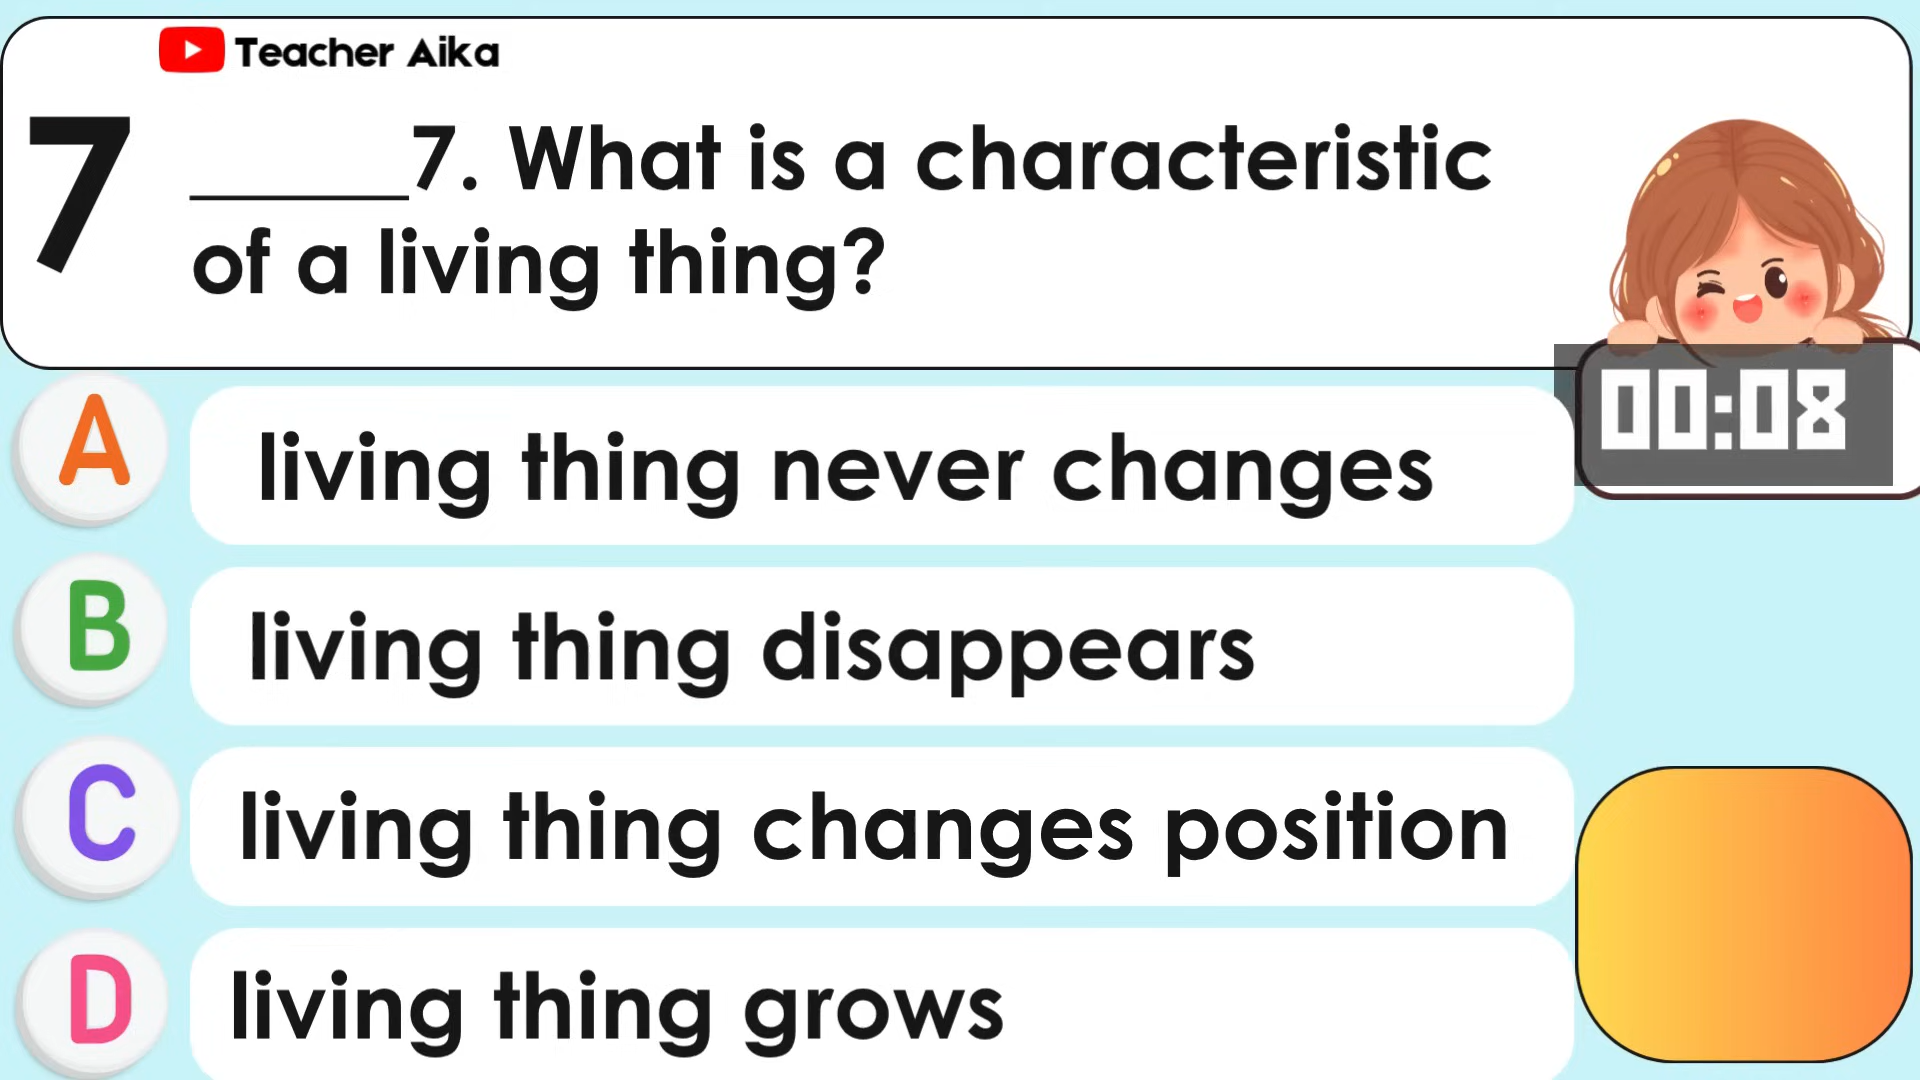 Teacher Aika
7
______7. What is a characteristic
of a living thing?
00:08
A
living thing never changes
B
living thing disappears
C
living thing changes position
D
living thing grows